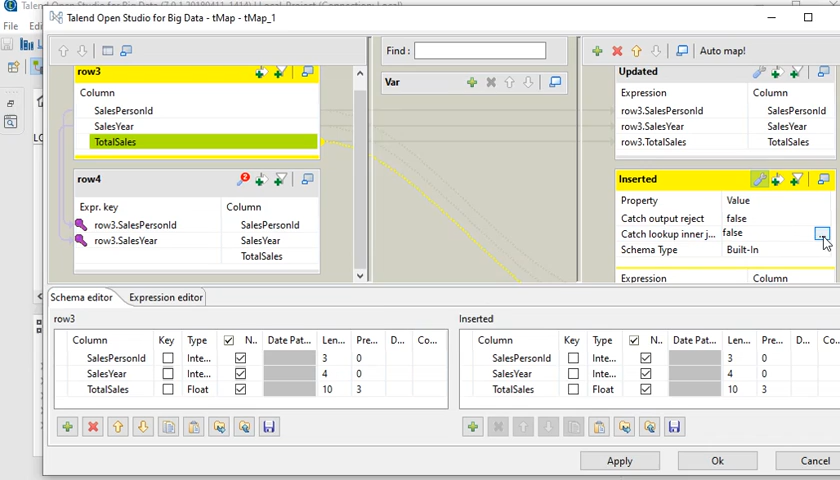 Talend Open Studio for Big Data - tMap - tMap_1
File
Find :
Auto map!
row3
Column
SalesPersonId
SalesYear
TotalSales
Var
Updated
Expression Column
row3.SalesPersonId SalesPersonId
row3.SalesYear SalesYear
row3.TotalSales TotalSales
row4
2
Expr. key Column
row3.SalesPersonId SalesPersonId
row3.SalesYear SalesYear
TotalSales
Inserted
Property Value
Catch output reject false
Catch lookup inner j... false ...
Schema Type Built-In
Expression Column
Schema editor Expression editor
row3
Column Key Type N.. Date Pat... Len... Pre... D... Co...
SalesPersonId Inte... 3 0
SalesYear Inte... 4 0
TotalSales Float 10 3
Inserted
Column Key Type N.. Date Pat... Len... Pre... D... Co...
SalesPersonId Inte... 3 0
SalesYear Inte... 4 0
TotalSales Float 10 3
Apply Ok Cancel